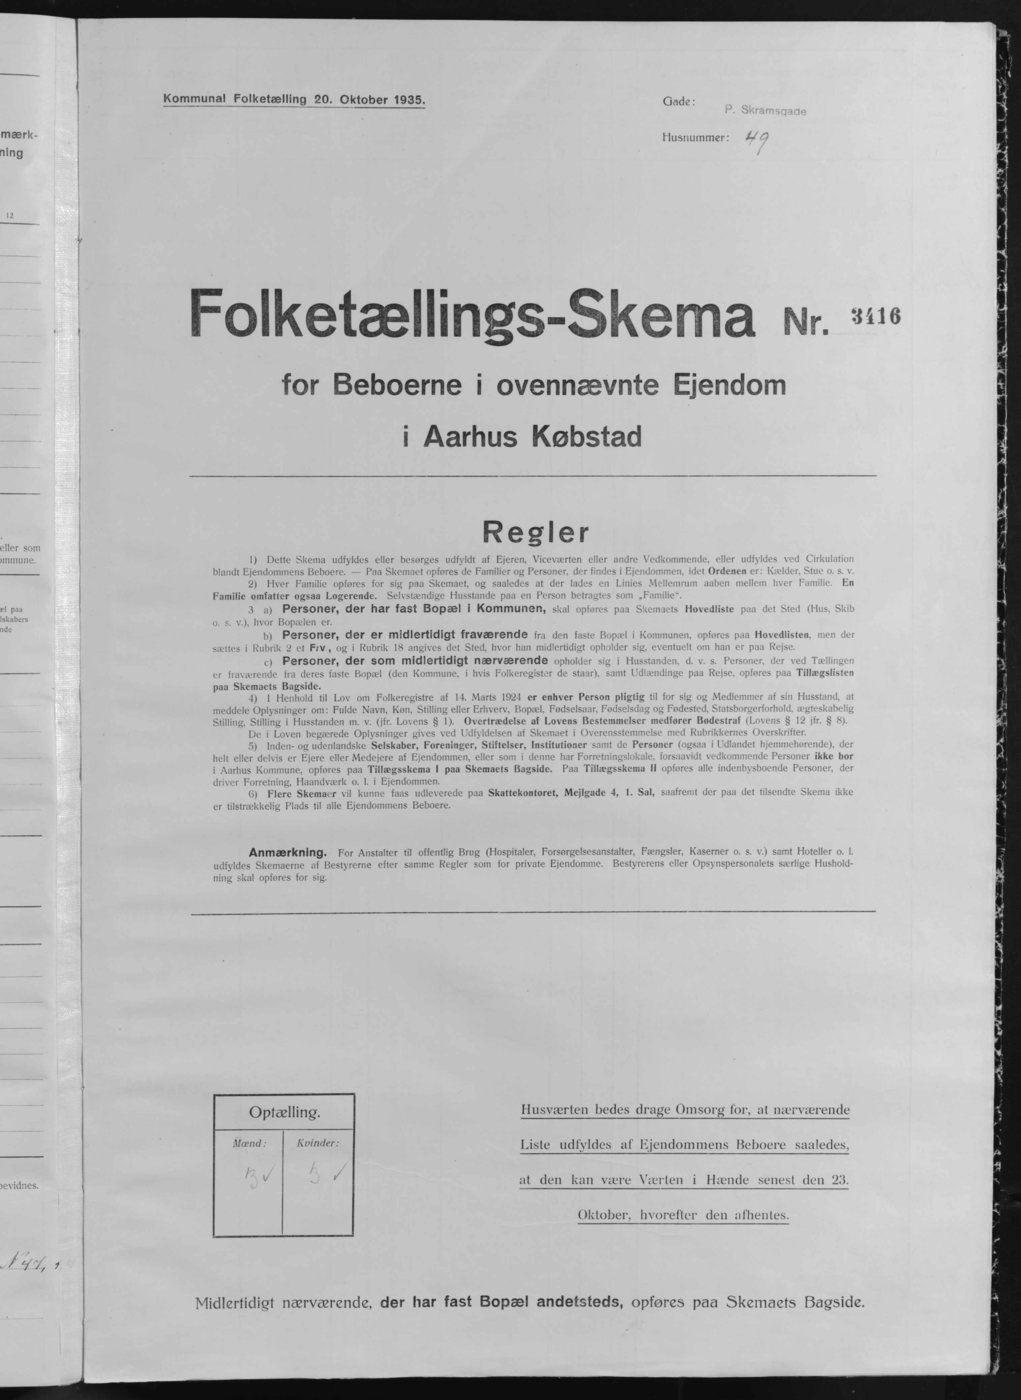 Kommunal Folketælling 20. Oktober 1935.
Gade: P. Skramsgade
Husnummer: 49
Folketællings-Skema Nr. 3416
for Beboerne i ovennævnte Ejendom
i Aarhus Købstad
Regler
1) Dette Skema udfyldes eller besørges udfyldt af Ejeren, Viceværten eller andre Vedkommende, eller udfyldes ved Cirkulation
blandt Ejendommens Beboere. — Paa Skemaet opføres de Familier og Personer, der findes i Ejendommen, idet Ordenen er: Kælder, Stue o. s. v.
2) Hver Familie opføres for sig paa Skemaet, og saaledes at der lades en Linies Mellemrum aaben mellem hver Familie. En
Familie omfatter ogsaa Logerende. Selvstændige Husstande paa en Person betragtes som „Familie“.
3 a) Personer, der har fast Bopæl i Kommunen, skal opføres paa Skemaets Hovedliste paa det Sted (Hus, Skib
o. s. v.), hvor Bopælen er.
b) Personer, der er midlertidigt fraværende fra den faste Bopæl i Kommunen, opføres paa Hovedlisten, men der
sættes i Rubrik 2 et Frv., og i Rubrik 18 angives det Sted, hvor han midlertidigt opholder sig, eventuelt om han er paa Rejse.
c) Personer, der som midlertidigt nærværende opholder sig i Husstanden, d. v. s. Personer, der ved Tællingen
er fraværende fra deres faste Bopæl (den Kommune, i hvis Folkeregister de staar), samt Udlændinge paa Rejse, opføres paa Tillægslisten
paa Skemaets Bagside.
4) I Henhold til Lov om Folkeregistre af 14. Marts 1924 er enhver Person pligtig til for sig og Medlemmer af sin Husstand, at
meddele Oplysninger om: Fulde Navn, Køn, Stilling eller Erhverv, Bopæl, Fødselsaar, Fødselsdag og Fødested, Statsborgerforhold, ægteskabelig
Stilling, Stilling i Husstanden m. v. (jfr. Lovens § 1). Overtrædelse af Lovens Bestemmelser medfører Bødestraf (Lovens § 12 jfr. § 8).
De i Loven begærede Oplysninger gives ved Udfyldelsen af Skemaet i Overensstemmelse med Rubrikkernes Overskrifter.
5) Inden- og udenlandske Selskaber, Foreninger, Stiftelser, Institutioner samt de Personer (ogsaa i Udlandet hjemmehørende), der
helt eller delvis er Ejere eller Medejere af Ejendommen, eller som i denne har Forretningslokale, forsaavidt vedkommende Personer ikke bor
i Aarhus Kommune, opføres paa Tillægsskema I paa Skemaets Bagside. Paa Tillægsskema II opføres alle indenbysboende Personer, der
driver Forretning, Haandværk o. l. i Ejendommen.
6) Flere Skemaer vil kunne faas udleverede paa Skattekontoret, Mejlgade 4, 1. Sal, saafremt der paa det tilsendte Skema ikke
er tilstrækkelig Plads til alle Ejendommens Beboere.
Anmærkning. For Anstalter til offentlig Brug (Hospitaler, Forsørgelsesanstalter, Fængsler, Kaserner o. s. v.) samt Hoteller o. l.
udfyldes Skemaerne af Bestyrerne efter samme Regler som for private Ejendomme. Bestyrerens eller Opsynspersonalets særlige Hushold-
ning skal opføres for sig.
Optælling.
Mænd: Kvinder:
3 ✓ 5 ✓
Husværten bedes drage Omsorg for, at nærværende
Liste udfyldes af Ejendommens Beboere saaledes,
at den kan være Værten i Hænde senest den 23.
Oktober, hvorefter den afhentes.
Midlertidigt nærværende, der har fast Bopæl andetsteds, opføres paa Skemaets Bagside.
mærk-
ning
12
eller som
ommune.
æl paa
lskabers
nde
bevidnes.